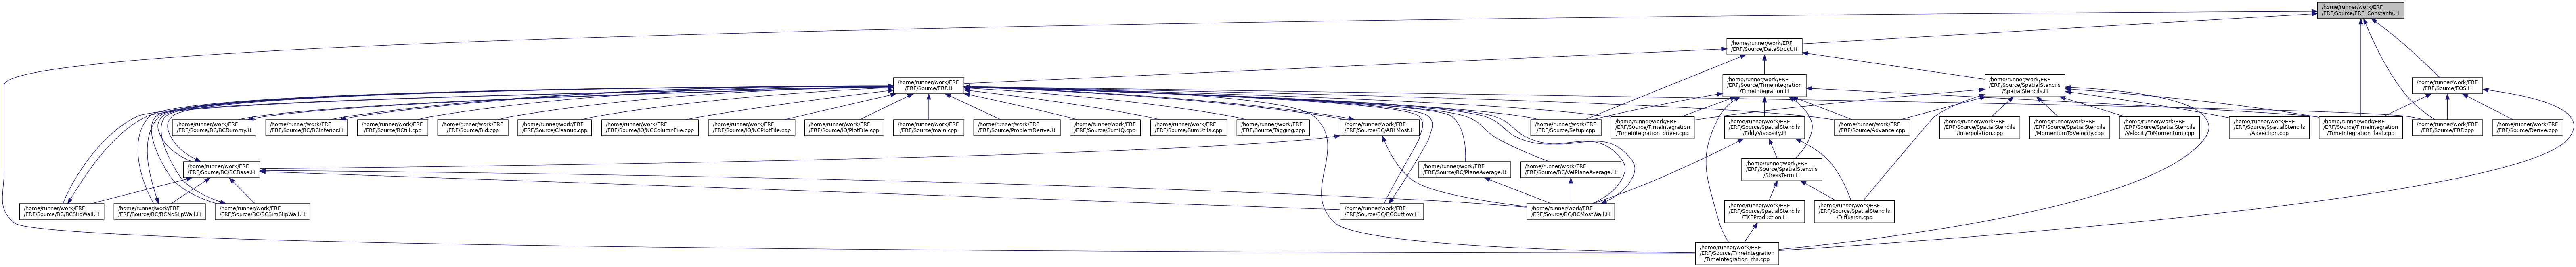 /home/runner/work/ERF
/ERF/Source/ERF_Constants.H
/home/runner/work/ERF
/ERF/Source/DataStruct.H
/home/runner/work/ERF
/ERF/Source/ERF.H
/home/runner/work/ERF
/ERF/Source/TimeIntegration
/TimeIntegration.H
/home/runner/work/ERF
/ERF/Source/SpatialStencils
/SpatialStencils.H
/home/runner/work/ERF
/ERF/Source/EOS.H
/home/runner/work/ERF
/ERF/Source/BC/BCDummy.H
/home/runner/work/ERF
/ERF/Source/BC/BCInterior.H
/home/runner/work/ERF
/ERF/Source/BCfill.cpp
/home/runner/work/ERF
/ERF/Source/Bld.cpp
/home/runner/work/ERF
/ERF/Source/Cleanup.cpp
/home/runner/work/ERF
/ERF/Source/IO/NCColumnFile.cpp
/home/runner/work/ERF
/ERF/Source/IO/NCPlotFile.cpp
/home/runner/work/ERF
/ERF/Source/IO/PlotFile.cpp
/home/runner/work/ERF
/ERF/Source/main.cpp
/home/runner/work/ERF
/ERF/Source/ProblemDerive.H
/home/runner/work/ERF
/ERF/Source/SumIQ.cpp
/home/runner/work/ERF
/ERF/Source/SumUtils.cpp
/home/runner/work/ERF
/ERF/Source/Tagging.cpp
/home/runner/work/ERF
/ERF/Source/BC/ABLMost.H
/home/runner/work/ERF
/ERF/Source/Setup.cpp
/home/runner/work/ERF
/ERF/Source/TimeIntegration
/TimeIntegration_driver.cpp
/home/runner/work/ERF
/ERF/Source/SpatialStencils
/EddyViscosity.H
/home/runner/work/ERF
/ERF/Source/Advance.cpp
/home/runner/work/ERF
/ERF/Source/SpatialStencils
/Interpolation.cpp
/home/runner/work/ERF
/ERF/Source/SpatialStencils
/MomentumToVelocity.cpp
/home/runner/work/ERF
/ERF/Source/SpatialStencils
/VelocityToMomentum.cpp
/home/runner/work/ERF
/ERF/Source/SpatialStencils
/Advection.cpp
/home/runner/work/ERF
/ERF/Source/TimeIntegration
/TimeIntegration_fast.cpp
/home/runner/work/ERF
/ERF/Source/ERF.cpp
/home/runner/work/ERF
/ERF/Source/Derive.cpp
/home/runner/work/ERF
/ERF/Source/BC/BCBase.H
/home/runner/work/ERF
/ERF/Source/BC/PlaneAverage.H
/home/runner/work/ERF
/ERF/Source/BC/VelPlaneAverage.H
/home/runner/work/ERF
/ERF/Source/SpatialStencils
/StressTerm.H
/home/runner/work/ERF
/ERF/Source/BC/BCSlipWall.H
/home/runner/work/ERF
/ERF/Source/BC/BCNoSlipWall.H
/home/runner/work/ERF
/ERF/Source/BC/BCSimSlipWall.H
/home/runner/work/ERF
/ERF/Source/BC/BCOutflow.H
/home/runner/work/ERF
/ERF/Source/BC/BCMostWall.H
/home/runner/work/ERF
/ERF/Source/SpatialStencils
/TKEProduction.H
/home/runner/work/ERF
/ERF/Source/SpatialStencils
/Diffusion.cpp
/home/runner/work/ERF
/ERF/Source/TimeIntegration
/TimeIntegration_rhs.cpp